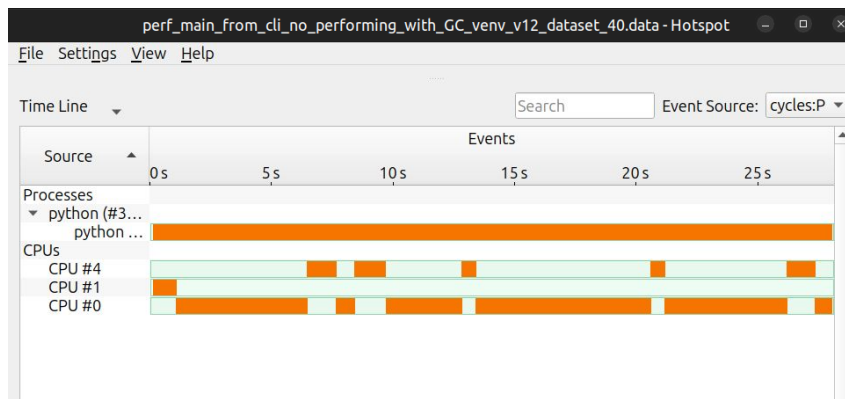 perf_main_from_cli_no_performing_with_GC_venv_v12_dataset_40.data - Hotspot
File Settings View Help
Time Line Search Event Source: cycles:P
Source Events
0 s 5 s 10 s 15 s 20 s 25 s
Processes
python (#3...
python ...
CPUs
CPU #4
CPU #1
CPU #0